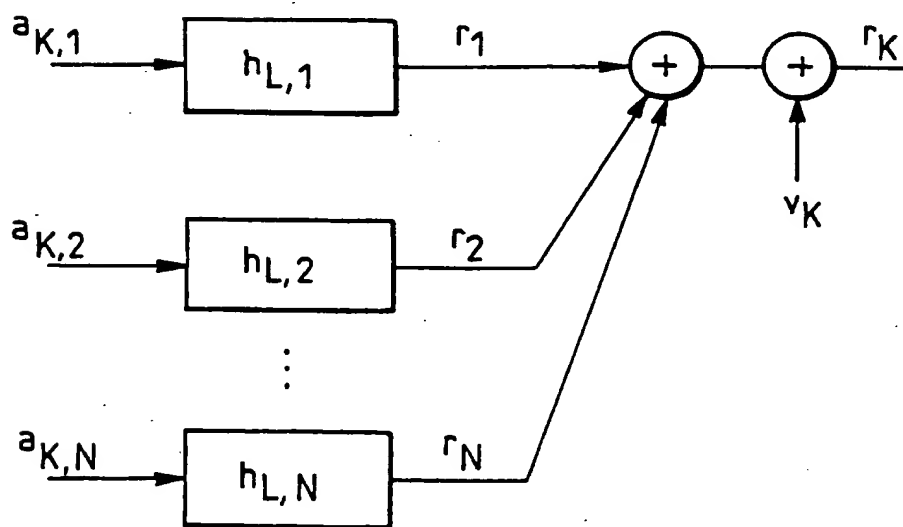 a_K,1
h_L,1
r_1
+
+
r_K
v_K
a_K,2
h_L,2
r_2
⋮
a_K,N
h_L,N
r_N